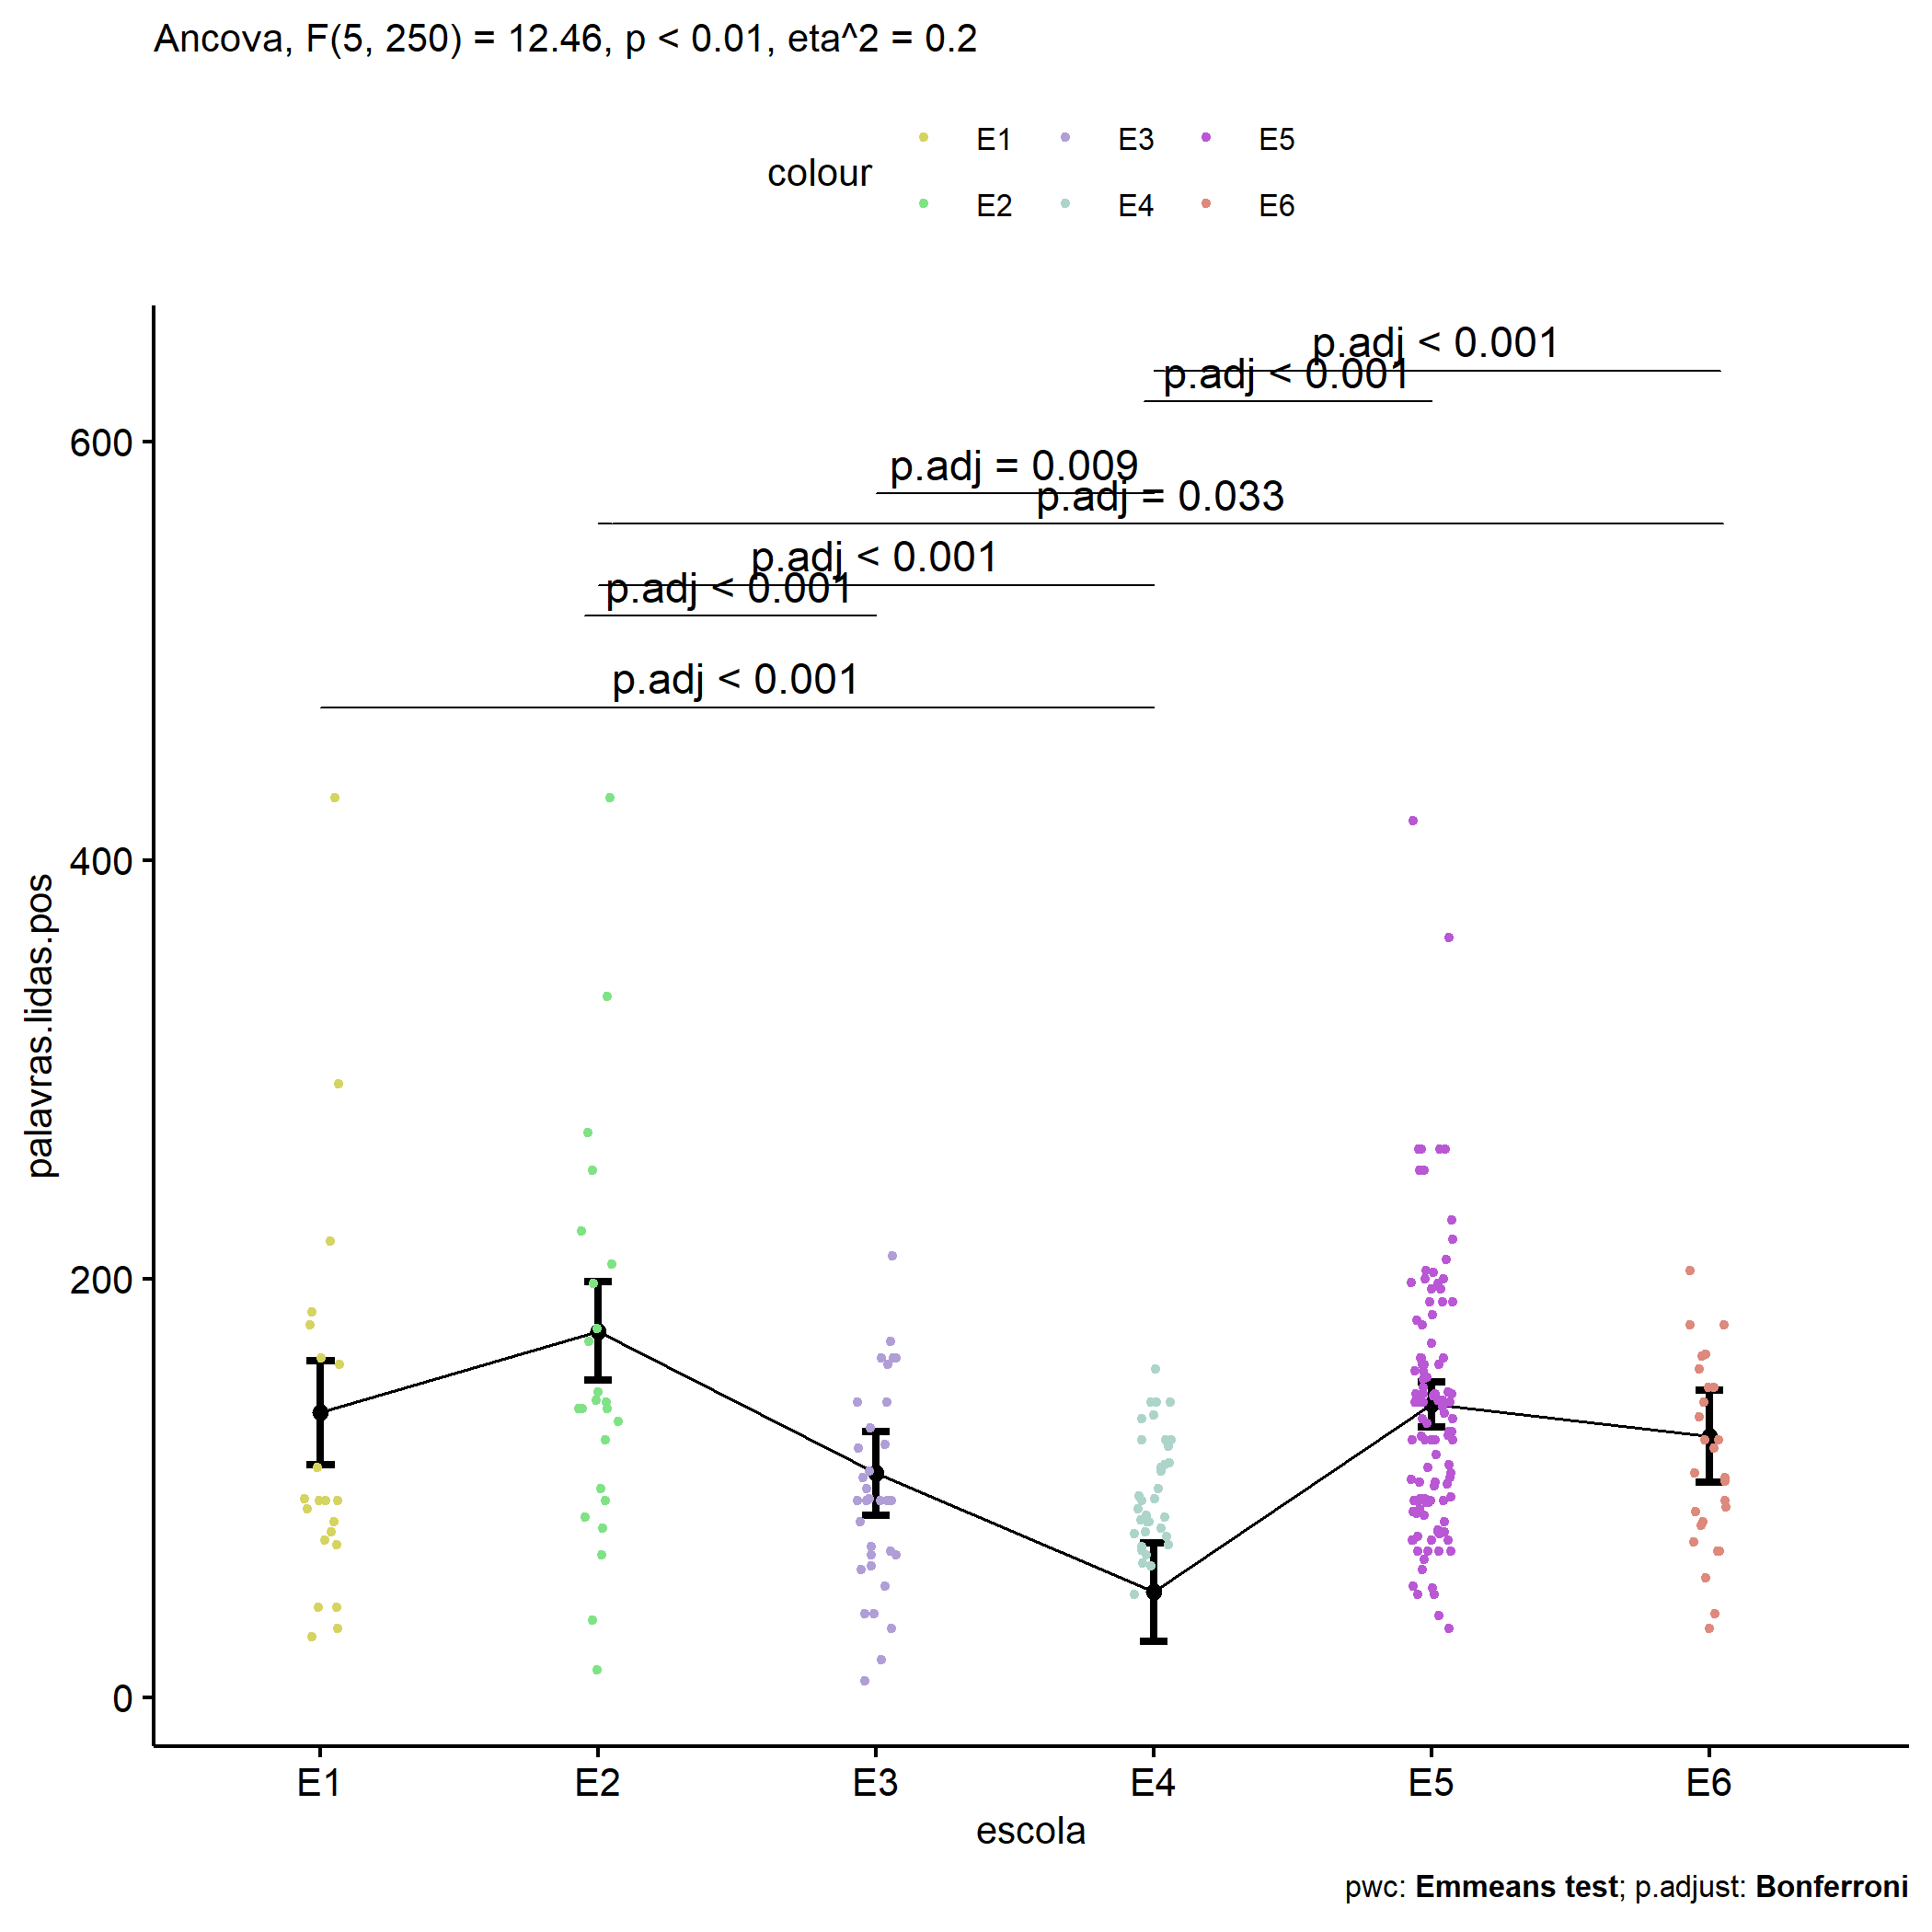 Ancova, F(5, 250) = 12.46, p < 0.01, eta^2 = 0.2
colour
E1 E3 E5
E2 E4 E6
p.adj < 0.001
p.adj < 0.001
p.adj = 0.009
p.adj = 0.033
p.adj < 0.001
p.adj < 0.001
p.adj < 0.001
600
400
200
0
palavras.lidas.pos
E1 E2 E3 E4 E5 E6
escola
pwc: Emmeans test; p.adjust: Bonferroni